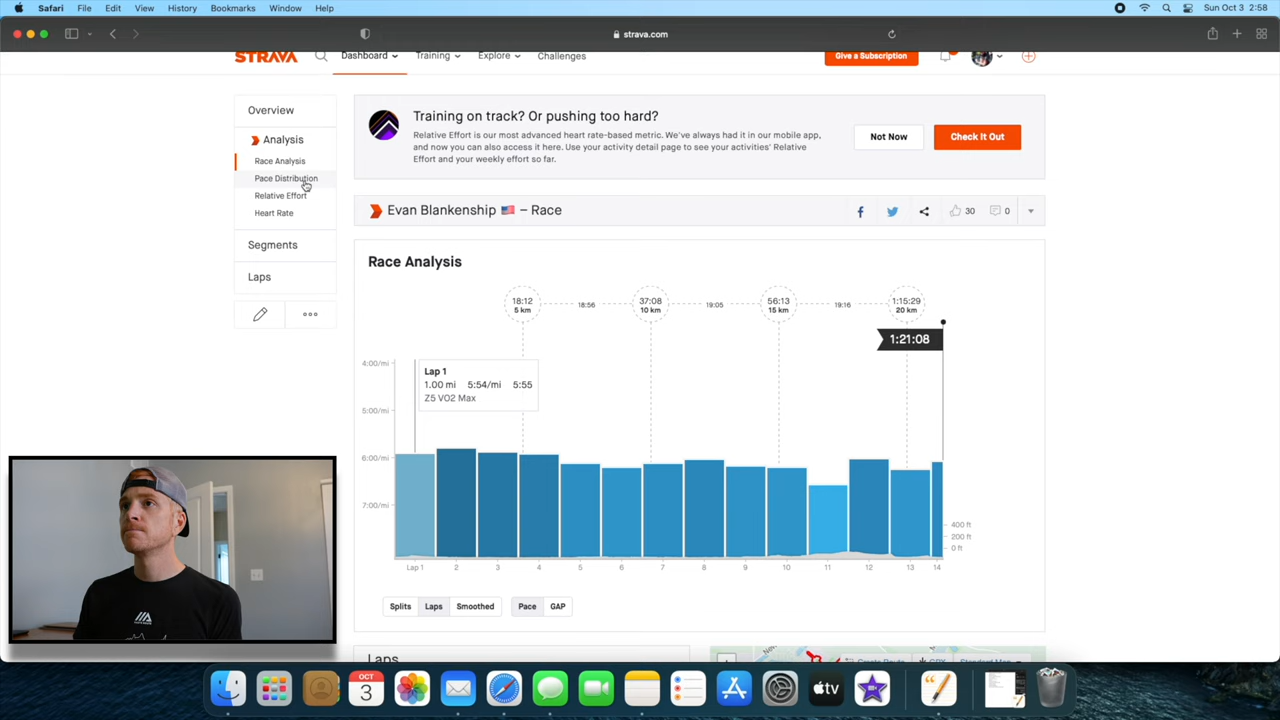 Safari File Edit View History Bookmarks Window Help Sun Oct 3 2:58
strava.com
STRAVA Dashboard Training Explore Challenges Give a Subscription
Overview
Analysis
Race Analysis
Pace Distribution
Relative Effort
Heart Rate
Segments
Laps
Training on track? Or pushing too hard?
Relative Effort is our most advanced heart rate-based metric. We've always had it in our mobile app,
and now you can also access it here. Use your activity detail page to see your activities' Relative
Effort and your weekly effort so far.
Not Now Check It Out
Evan Blankenship 🇺🇸 – Race 30 0
Race Analysis
18:12 18:56 37:08 19:05 56:13 19:16 1:15:29
5 km 10 km 15 km 20 km
1:21:08
4:00/mi
5:00/mi
6:00/mi
7:00/mi
Lap 1
1.00 mi 5:54/mi 5:55
Z5 VO2 Max
400 ft
200 ft
0 ft
Lap 1 2 3 4 5 6 7 8 9 10 11 12 13 14
Splits Laps Smoothed Pace GAP
Laps
Create Route GPX Standard Map
OCT
3
tv